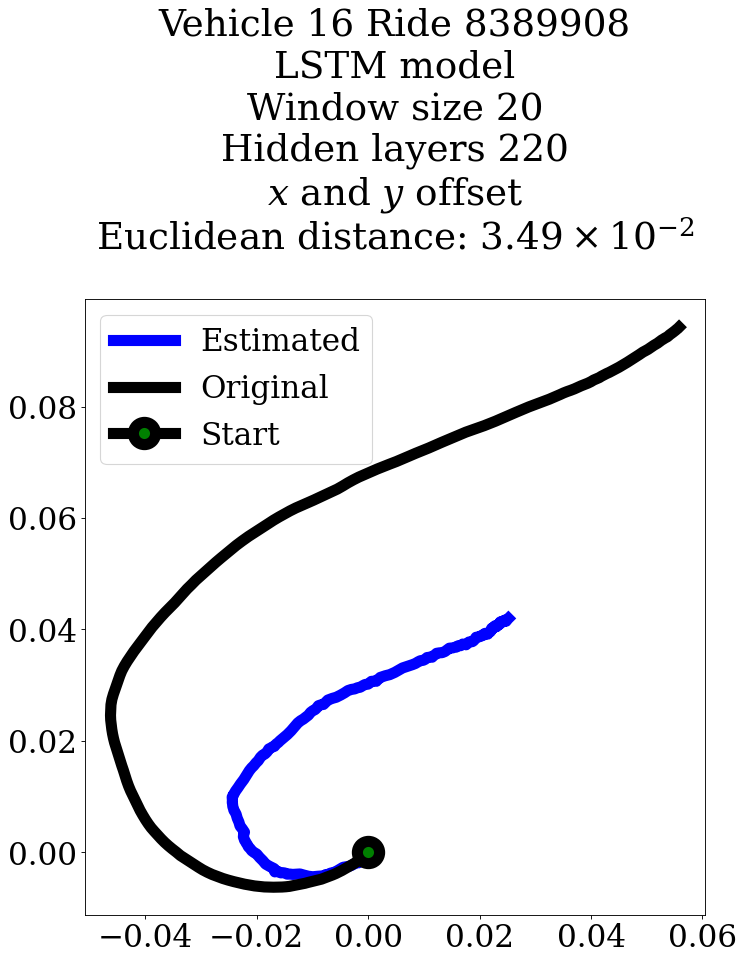 Vehicle 16 Ride 8389908
LSTM model
Window size 20
Hidden layers 220
x and y offset
Euclidean distance: 3.49 × 10⁻²
Estimated
Original
Start
0.08
0.06
0.04
0.02
0.00
−0.04 −0.02 0.00 0.02 0.04 0.06